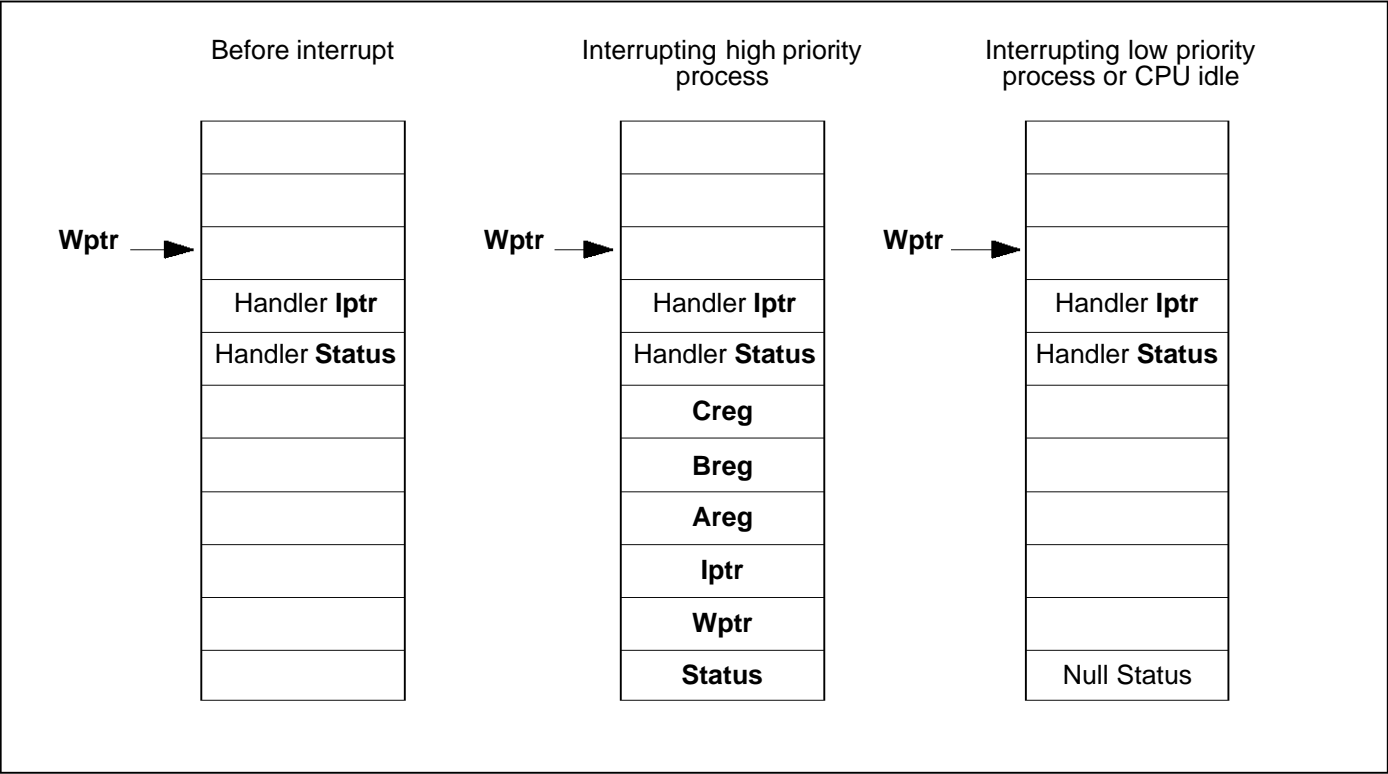 Before interrupt
Wptr
Handler Iptr
Handler Status
Interrupting high priority
process
Wptr
Handler Iptr
Handler Status
Creg
Breg
Areg
Iptr
Wptr
Status
Interrupting low priority
process or CPU idle
Wptr
Handler Iptr
Handler Status
Null Status